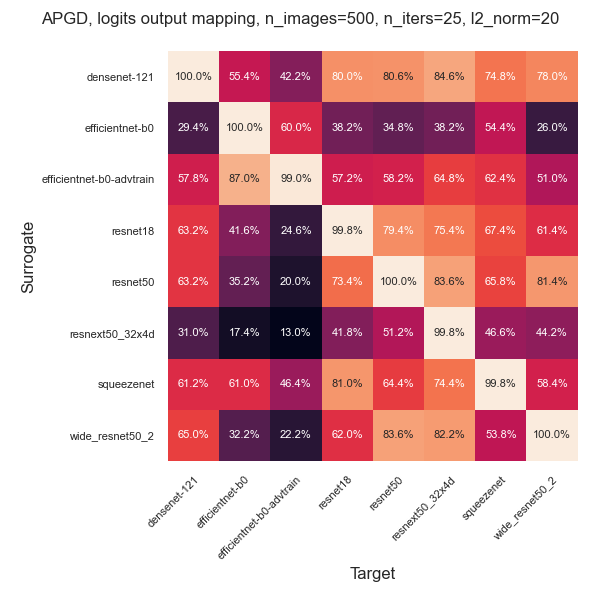 APGD, logits output mapping, n_images=500, n_iters=25, l2_norm=20
Surrogate
densenet-121 100.0% 55.4% 42.2% 80.0% 80.6% 84.6% 74.8% 78.0%
efficientnet-b0 29.4% 100.0% 60.0% 38.2% 34.8% 38.2% 54.4% 26.0%
efficientnet-b0-advtrain 57.8% 87.0% 99.0% 57.2% 58.2% 64.8% 62.4% 51.0%
resnet18 63.2% 41.6% 24.6% 99.8% 79.4% 75.4% 67.4% 61.4%
resnet50 63.2% 35.2% 20.0% 73.4% 100.0% 83.6% 65.8% 81.4%
resnext50_32x4d 31.0% 17.4% 13.0% 41.8% 51.2% 99.8% 46.6% 44.2%
squeezenet 61.2% 61.0% 46.4% 81.0% 64.4% 74.4% 99.8% 58.4%
wide_resnet50_2 65.0% 32.2% 22.2% 62.0% 83.6% 82.2% 53.8% 100.0%
densenet-121 efficientnet-b0 efficientnet-b0-advtrain resnet18 resnet50 resnext50_32x4d squeezenet wide_resnet50_2
Target